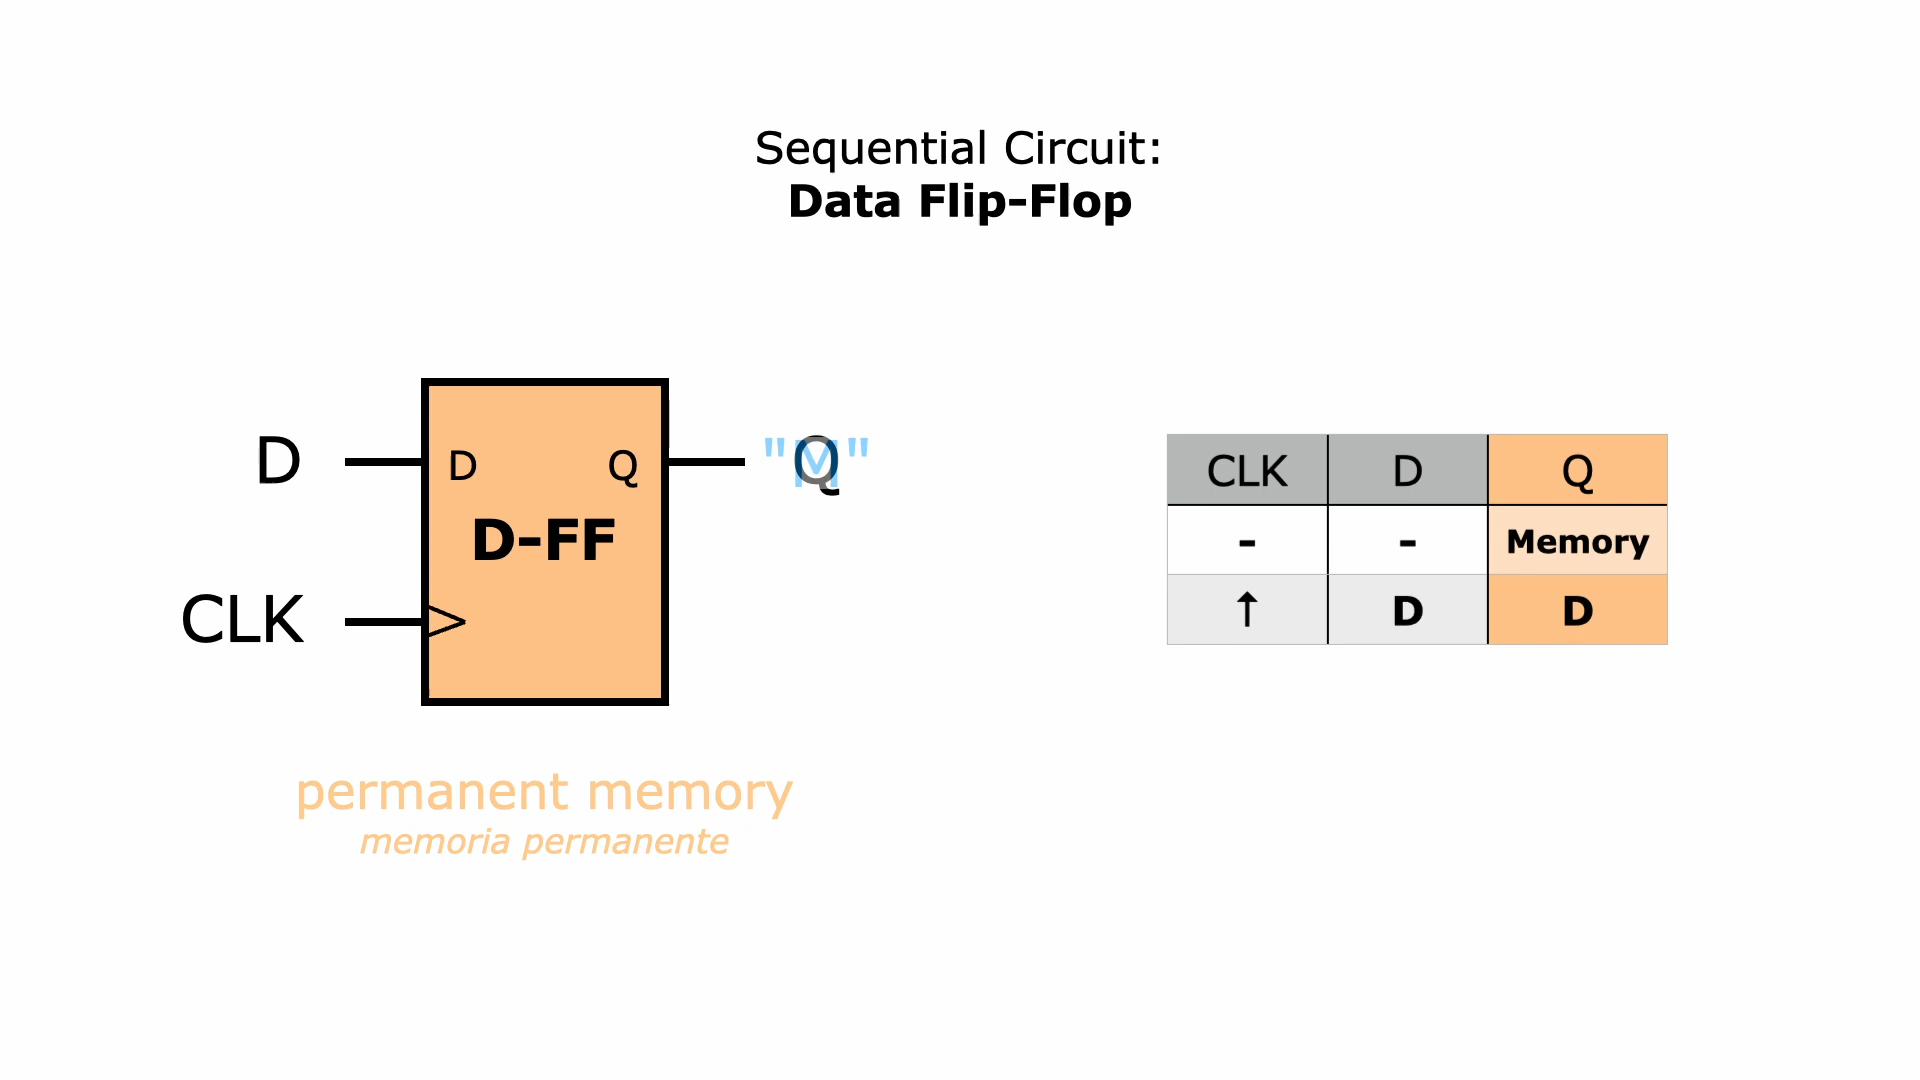 Sequential Circuit:
Data Flip-Flop
D
D
Q
"M"
Q
D-FF
CLK
permanent memory
memoria permanente
CLK D Q
- - Memory
↑ D D